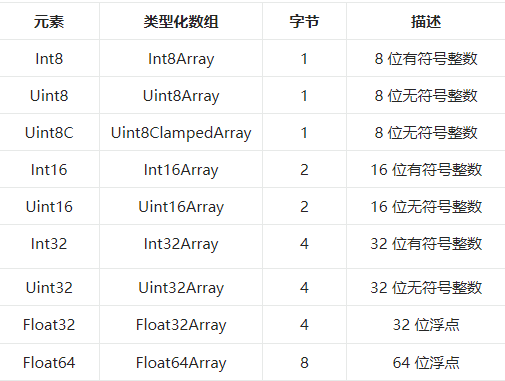 元素 类型化数组 字节 描述
Int8 Int8Array 1 8 位有符号整数
Uint8 Uint8Array 1 8 位无符号整数
Uint8C Uint8ClampedArray 1 8 位无符号整数
Int16 Int16Array 2 16 位有符号整数
Uint16 Uint16Array 2 16 位无符号整数
Int32 Int32Array 4 32 位有符号整数
Uint32 Uint32Array 4 32 位无符号整数
Float32 Float32Array 4 32 位浮点
Float64 Float64Array 8 64 位浮点